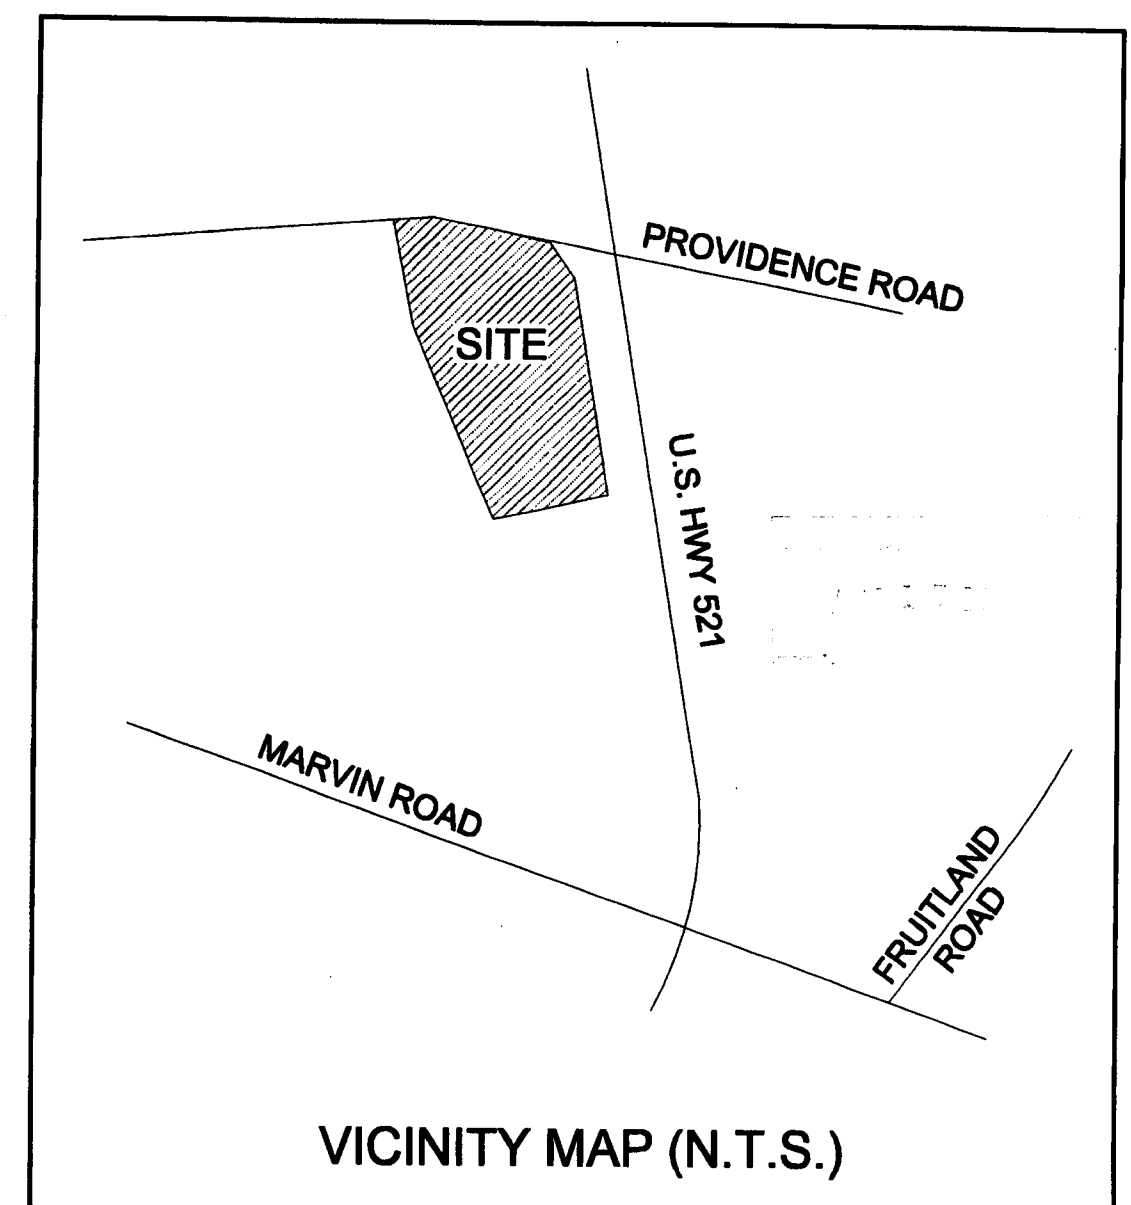 PROVIDENCE ROAD
SITE
U.S. HWY 521
MARVIN ROAD
FRUITLAND
ROAD
VICINITY MAP (N.T.S.)